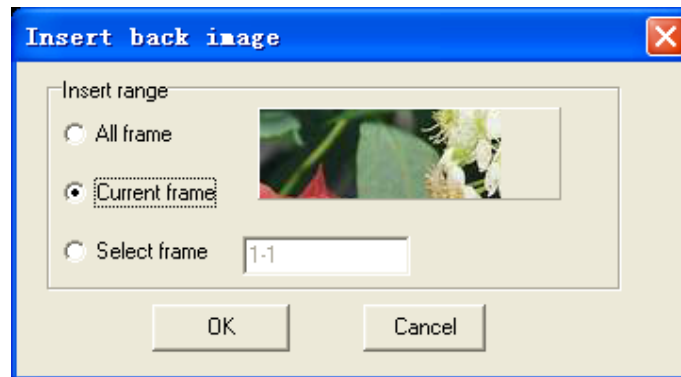 Insert back image
Insert range
All frame
Current frame
Select frame
1-1
OK
Cancel